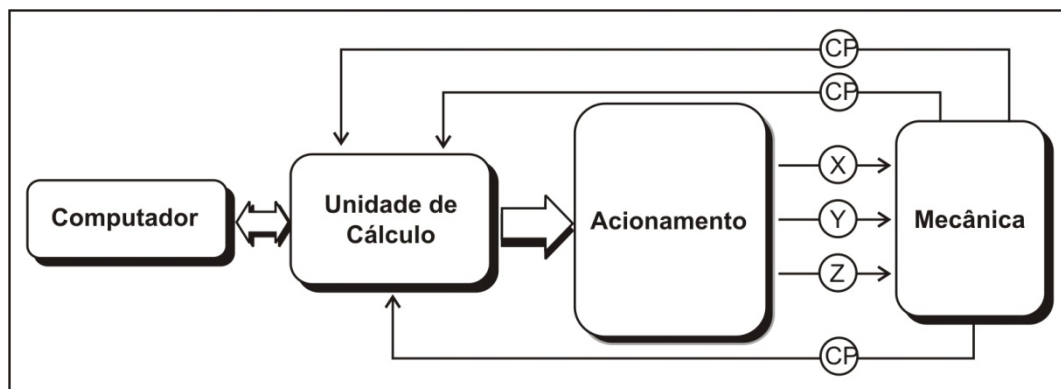 CP
CP
Computador
Unidade de
Cálculo
Acionamento
X
Y
Z
Mecânica
CP